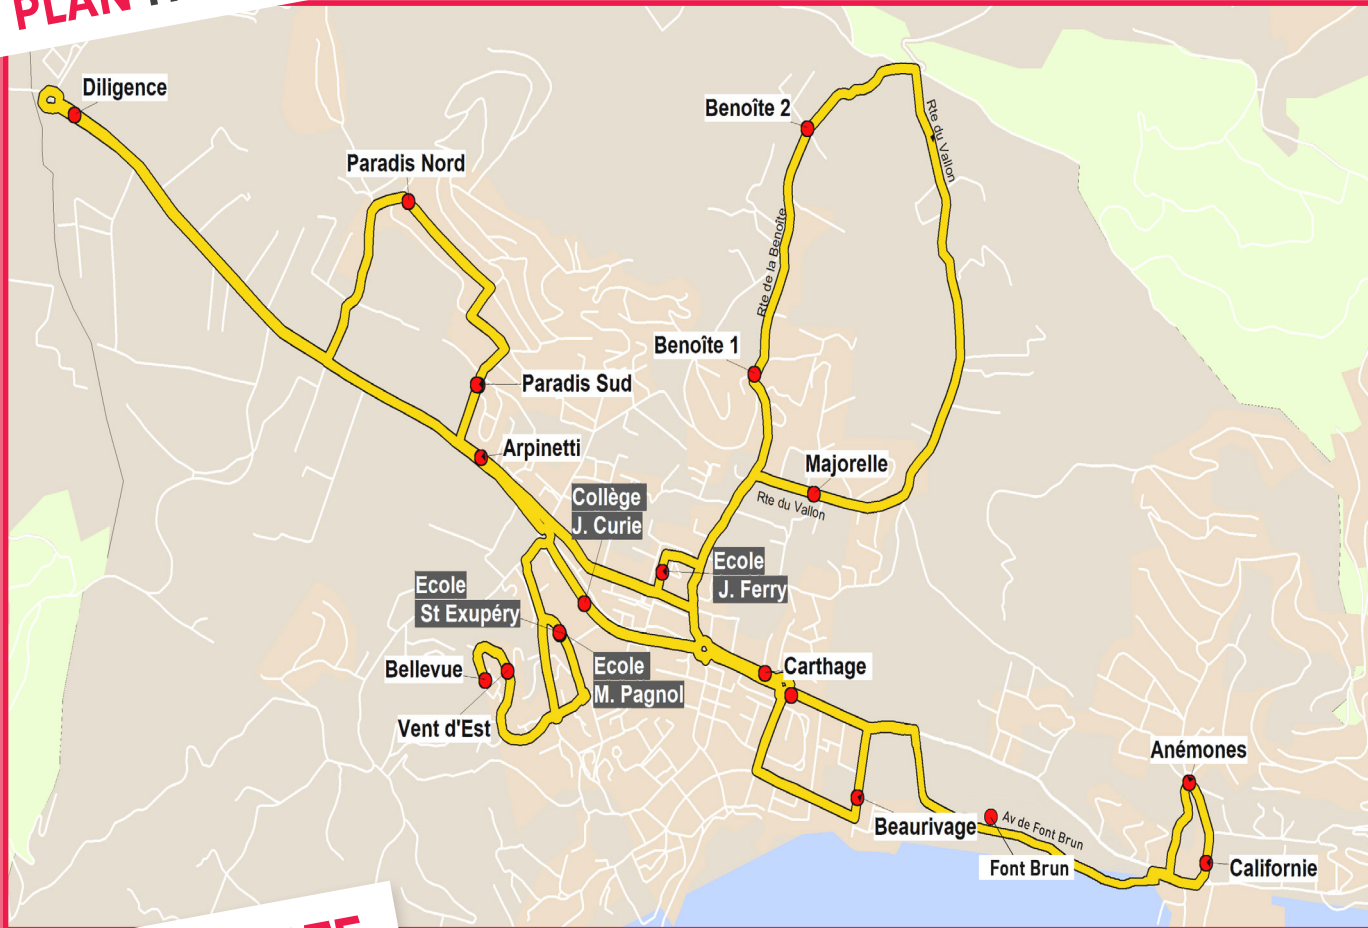 PLAN
Diligence
Benoîte 2
Rte du Vallon
Paradis Nord
Rte de la Benoîte
Benoîte 1
Paradis Sud
Arpinetti
Majorelle
Rte du Vallon
Collège
J. Curie
Ecole
J. Ferry
Ecole
St Exupéry
Ecole
M. Pagnol
Bellevue
Carthage
Vent d'Est
Anémones
Beaurivage
Av de Font Brun
Font Brun
Californie